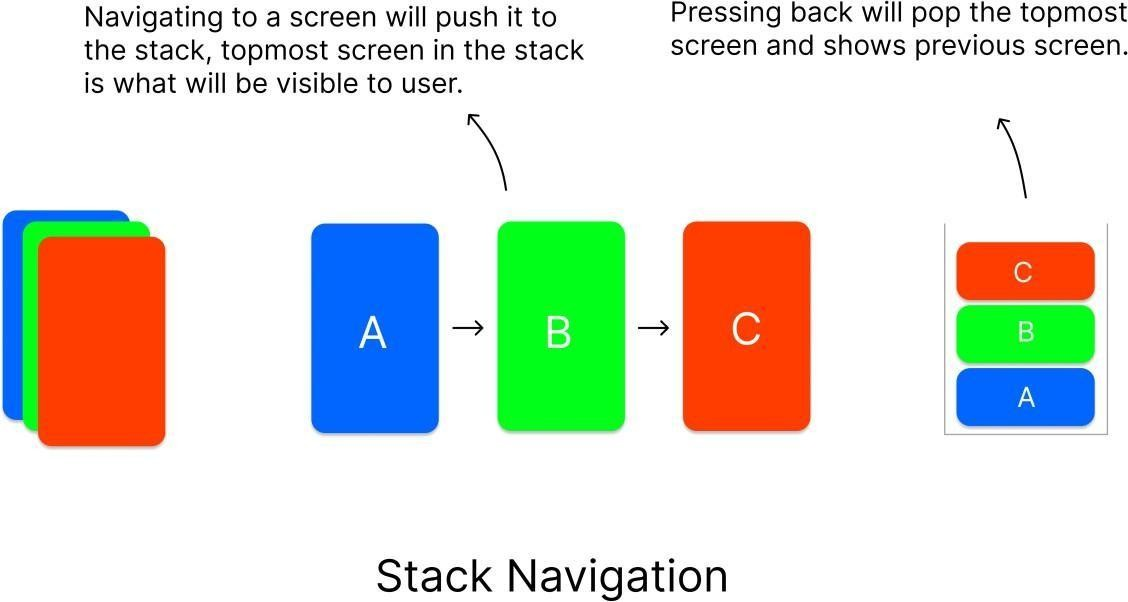 Navigating to a screen will push it to
the stack, topmost screen in the stack
is what will be visible to user.
Pressing back will pop the topmost
screen and shows previous screen.
A
B
C
C
B
A
Stack Navigation